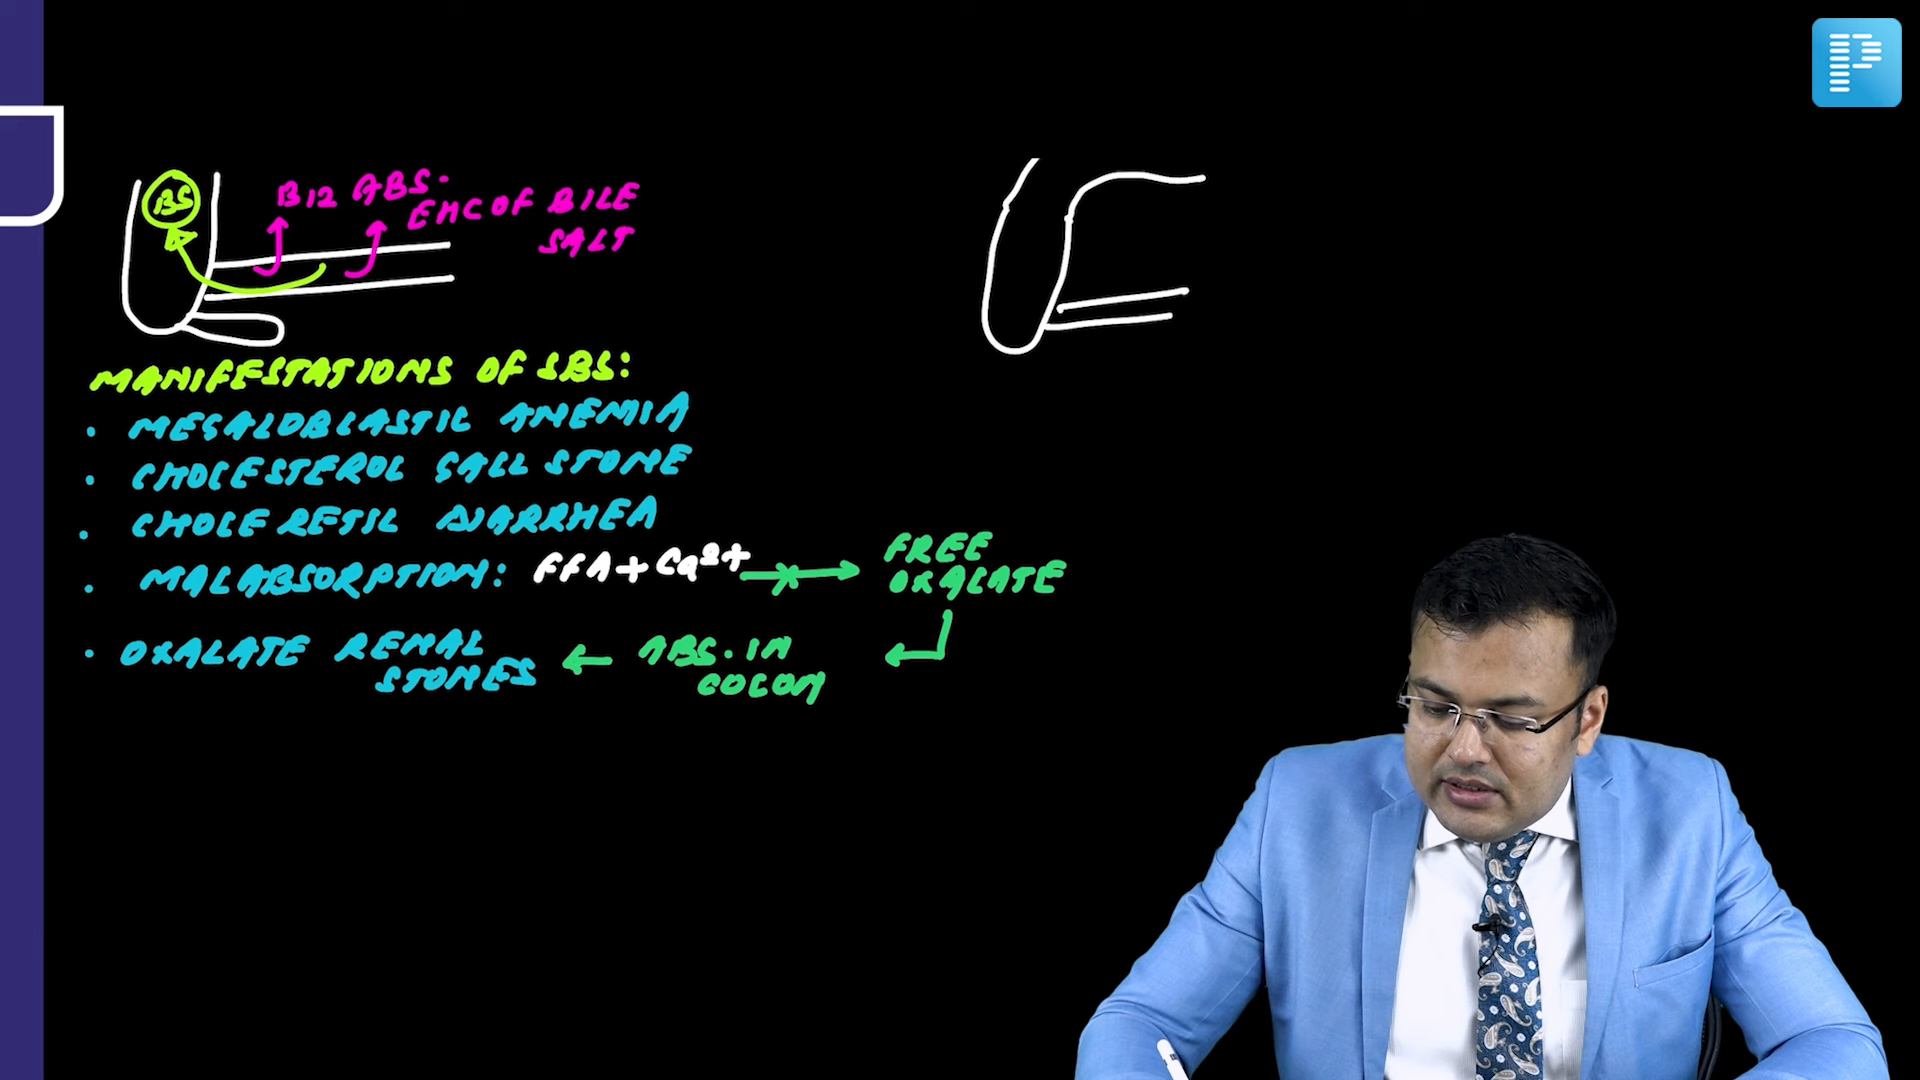 BS
B12 ABS.
EHC OF BILE
SALT
MANIFESTATIONS OF SBS:
• MEGALOBLASTIC ANEMIA
• CHOLESTEROL GALL STONE
• CHOLERETIC DIARRHEA
• MALABSORPTION: FFA + Ca2+
FREE
OXALATE
• OXALATE RENAL
STONES
ABS. IN
COLON
P